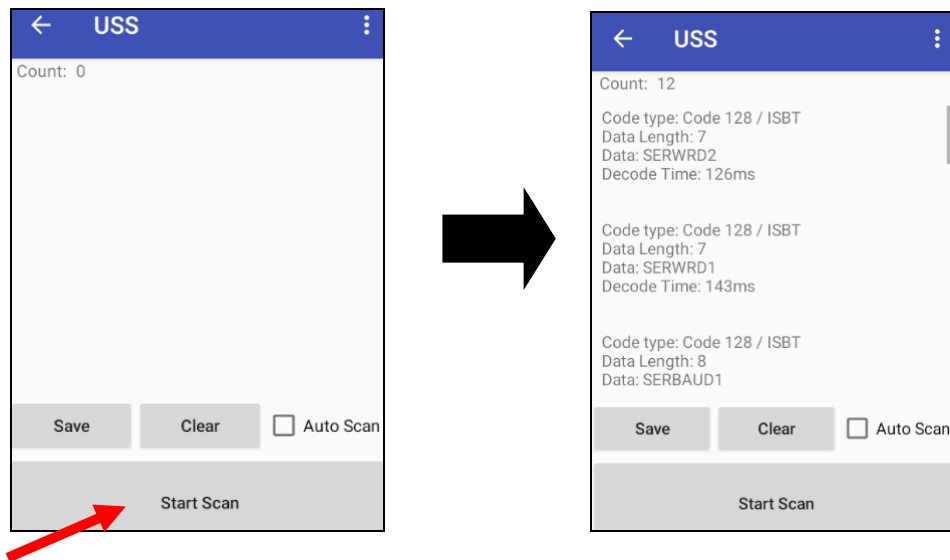 USS
Count: 0
Save
Clear
Auto Scan
Start Scan
USS
Count: 12
Code type: Code 128 / ISBT
Data Length: 7
Data: SERWRD2
Decode Time: 126ms
Code type: Code 128 / ISBT
Data Length: 7
Data: SERWRD1
Decode Time: 143ms
Code type: Code 128 / ISBT
Data Length: 8
Data: SERBAUD1
Save
Clear
Auto Scan
Start Scan